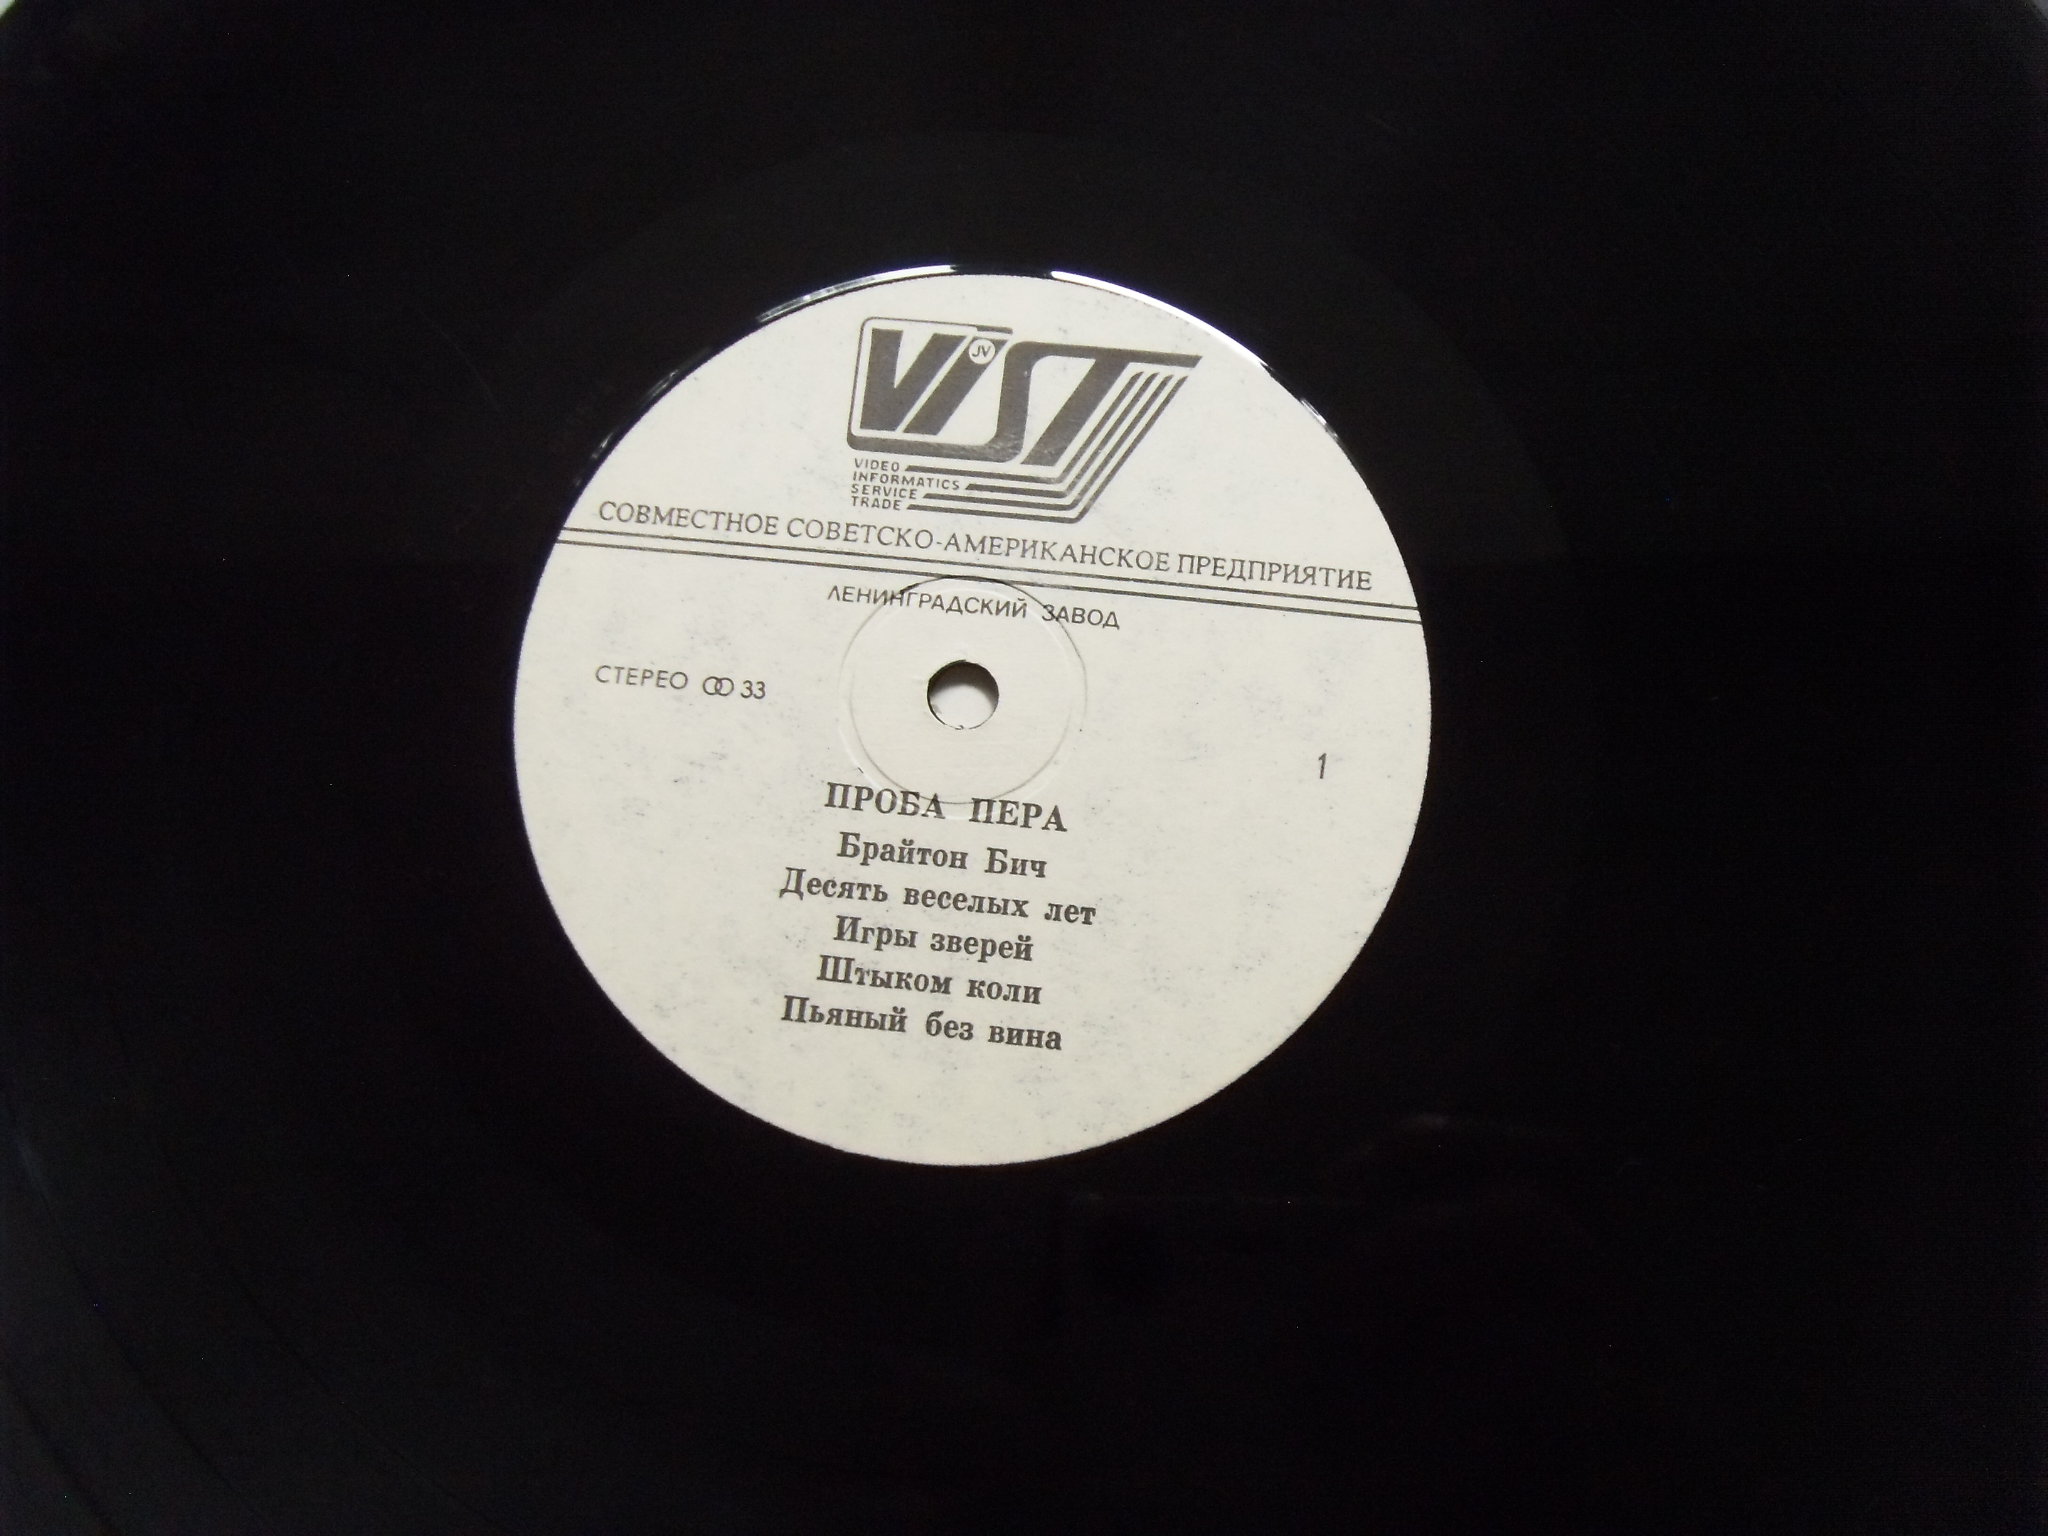 ViST
JV
VIDEO
INFORMATICS
SERVICE
TRADE
СОВМЕСТНОЕ СОВЕТСКО-АМЕРИКАНСКОЕ ПРЕДПРИЯТИЕ
ЛЕНИНГРАДСКИЙ ЗАВОД
СТЕРЕО 33
1
ПРОБА ПЕРА
Брайтон Бич
Десять веселых лет
Игры зверей
Штыком коли
Пьяный без вина